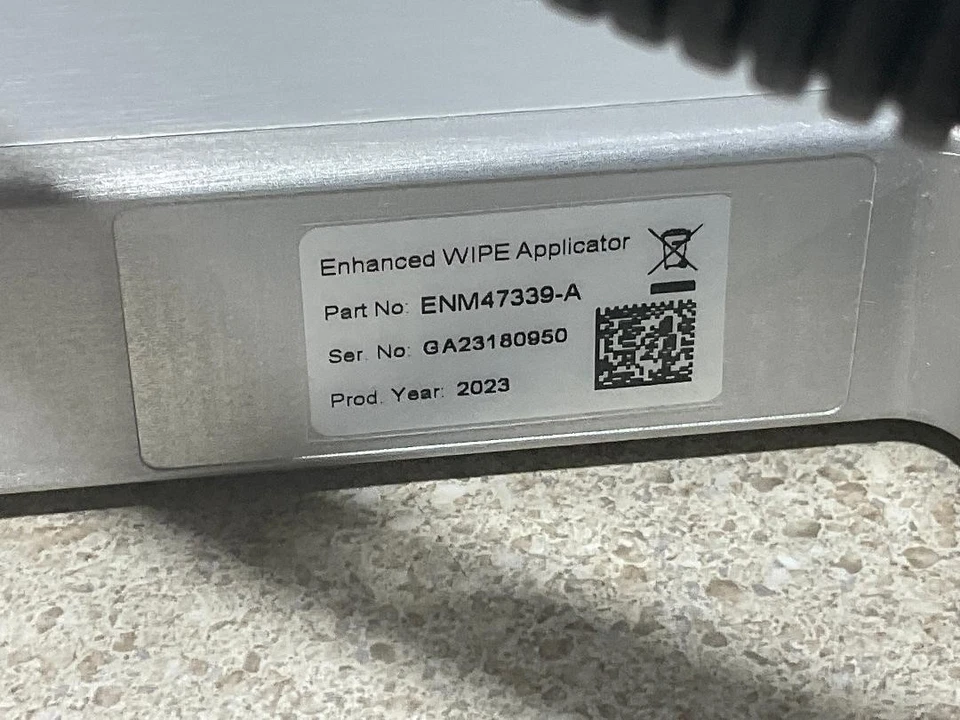 Enhanced WIPE Applicator
Part No: ENM47339-A
Ser. No: GA23180950
Prod. Year: 2023